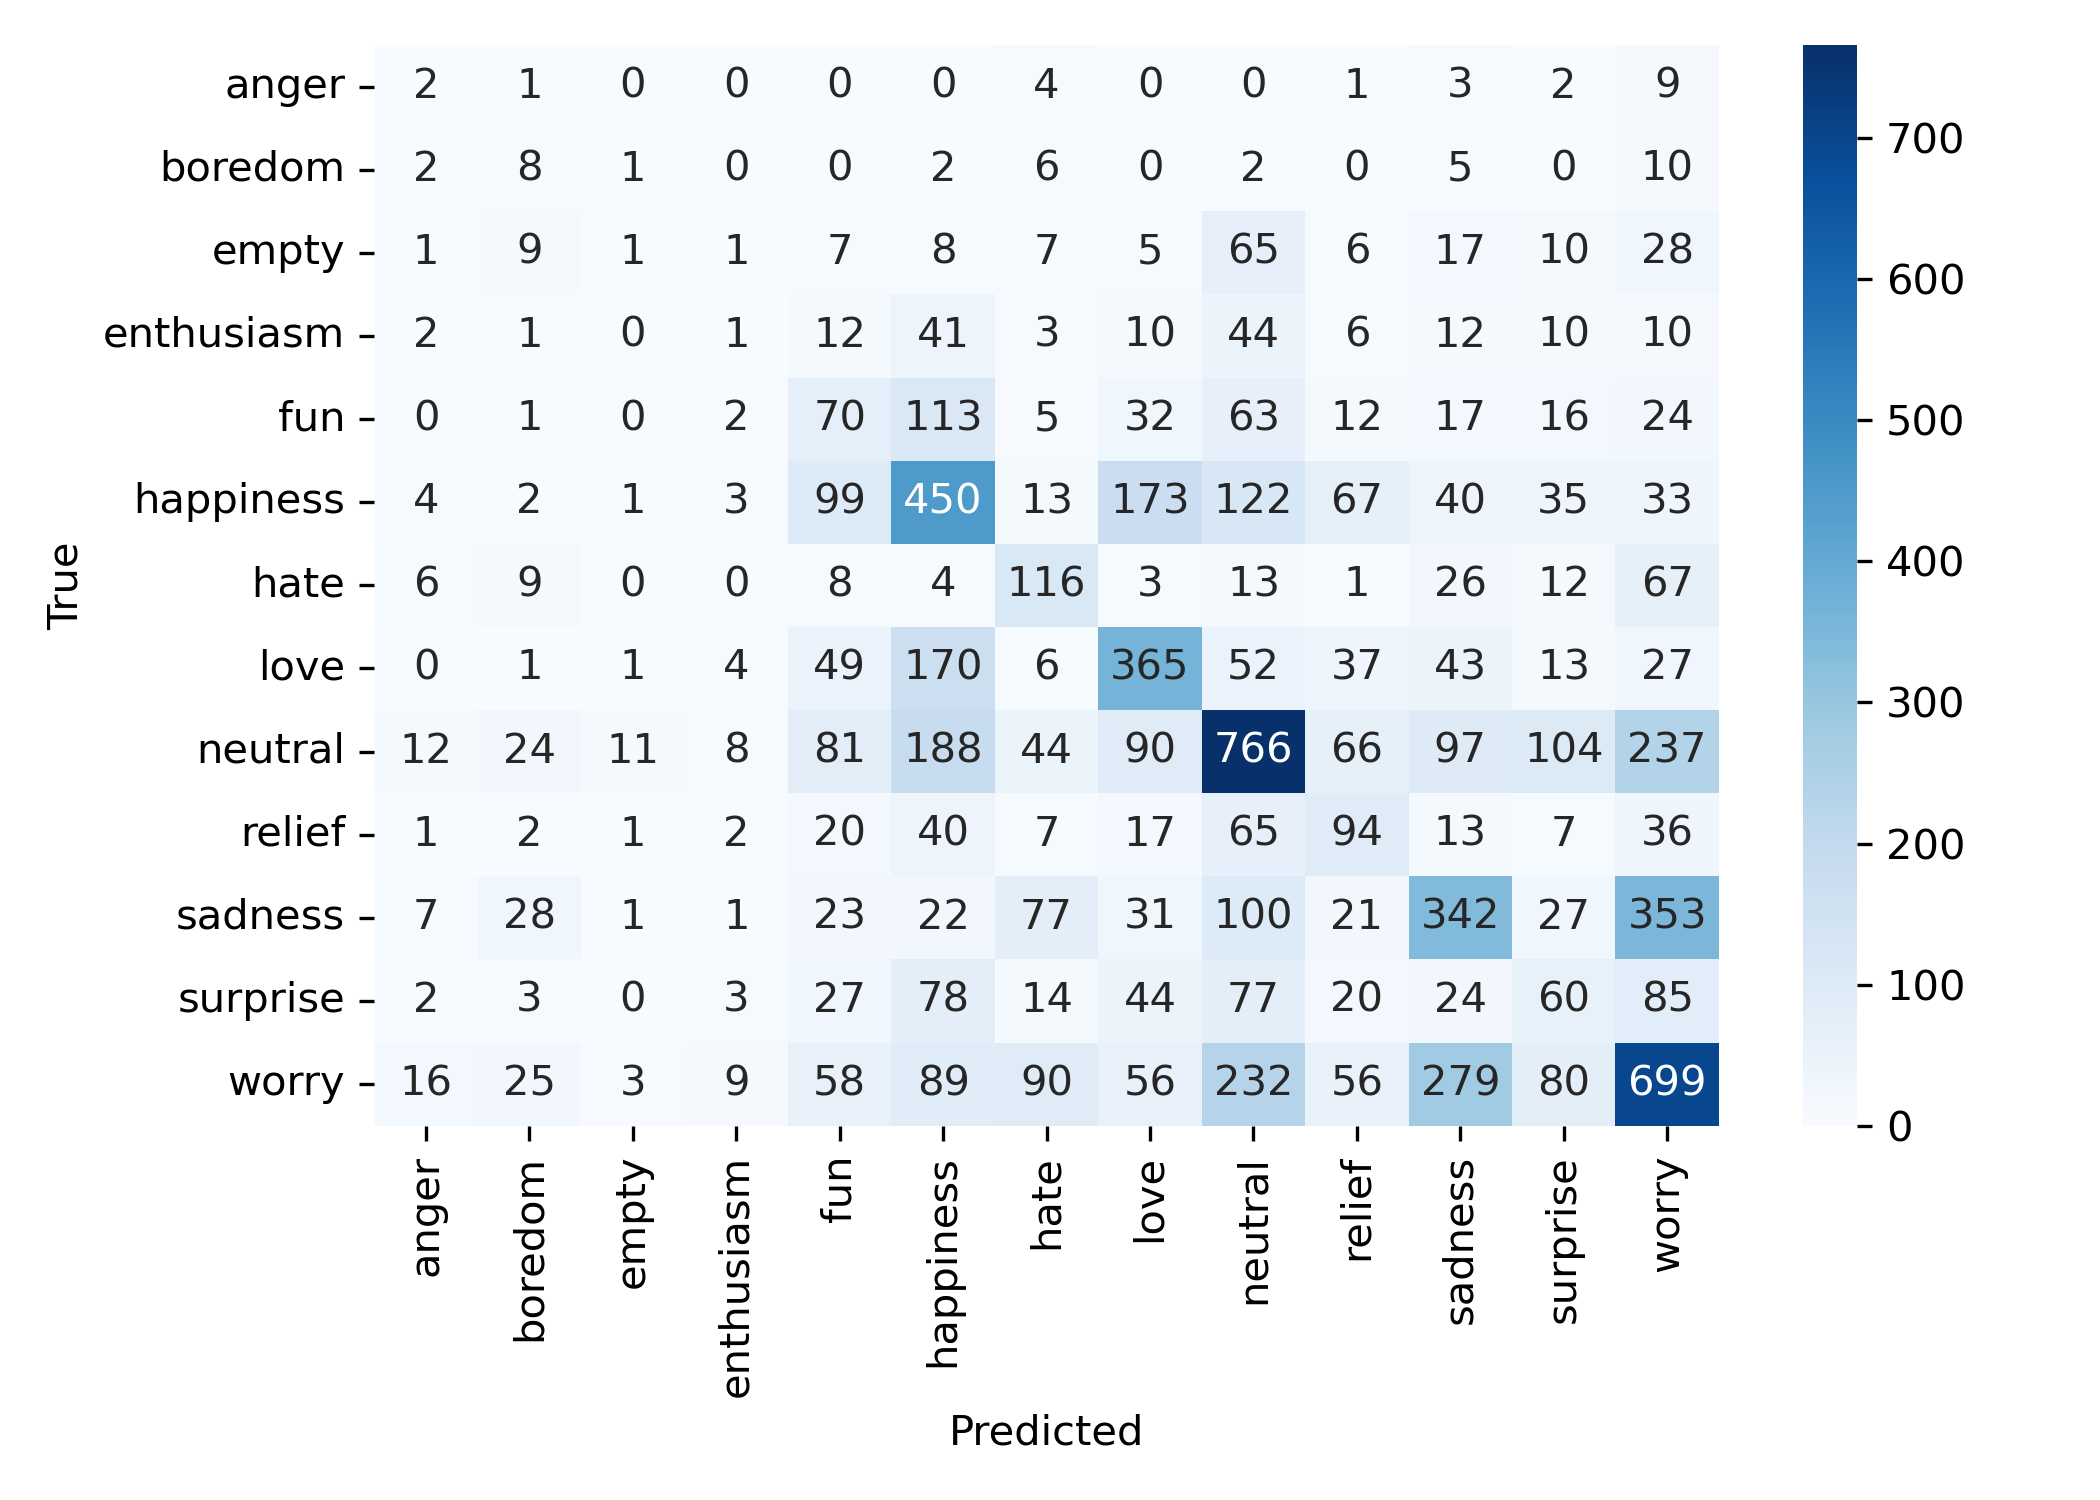 anger 2 1 0 0 0 0 4 0 0 1 3 2 9
boredom 2 8 1 0 0 2 6 0 2 0 5 0 10
empty 1 9 1 1 7 8 7 5 65 6 17 10 28
enthusiasm 2 1 0 1 12 41 3 10 44 6 12 10 10
fun 0 1 0 2 70 113 5 32 63 12 17 16 24
happiness 4 2 1 3 99 450 13 173 122 67 40 35 33
hate 6 9 0 0 8 4 116 3 13 1 26 12 67
love 0 1 1 4 49 170 6 365 52 37 43 13 27
neutral 12 24 11 8 81 188 44 90 766 66 97 104 237
relief 1 2 1 2 20 40 7 17 65 94 13 7 36
sadness 7 28 1 1 23 22 77 31 100 21 342 27 353
surprise 2 3 0 3 27 78 14 44 77 20 24 60 85
worry 16 25 3 9 58 89 90 56 232 56 279 80 699
True
anger boredom empty enthusiasm fun happiness hate love neutral relief sadness surprise worry
Predicted
700
600
500
400
300
200
100
0